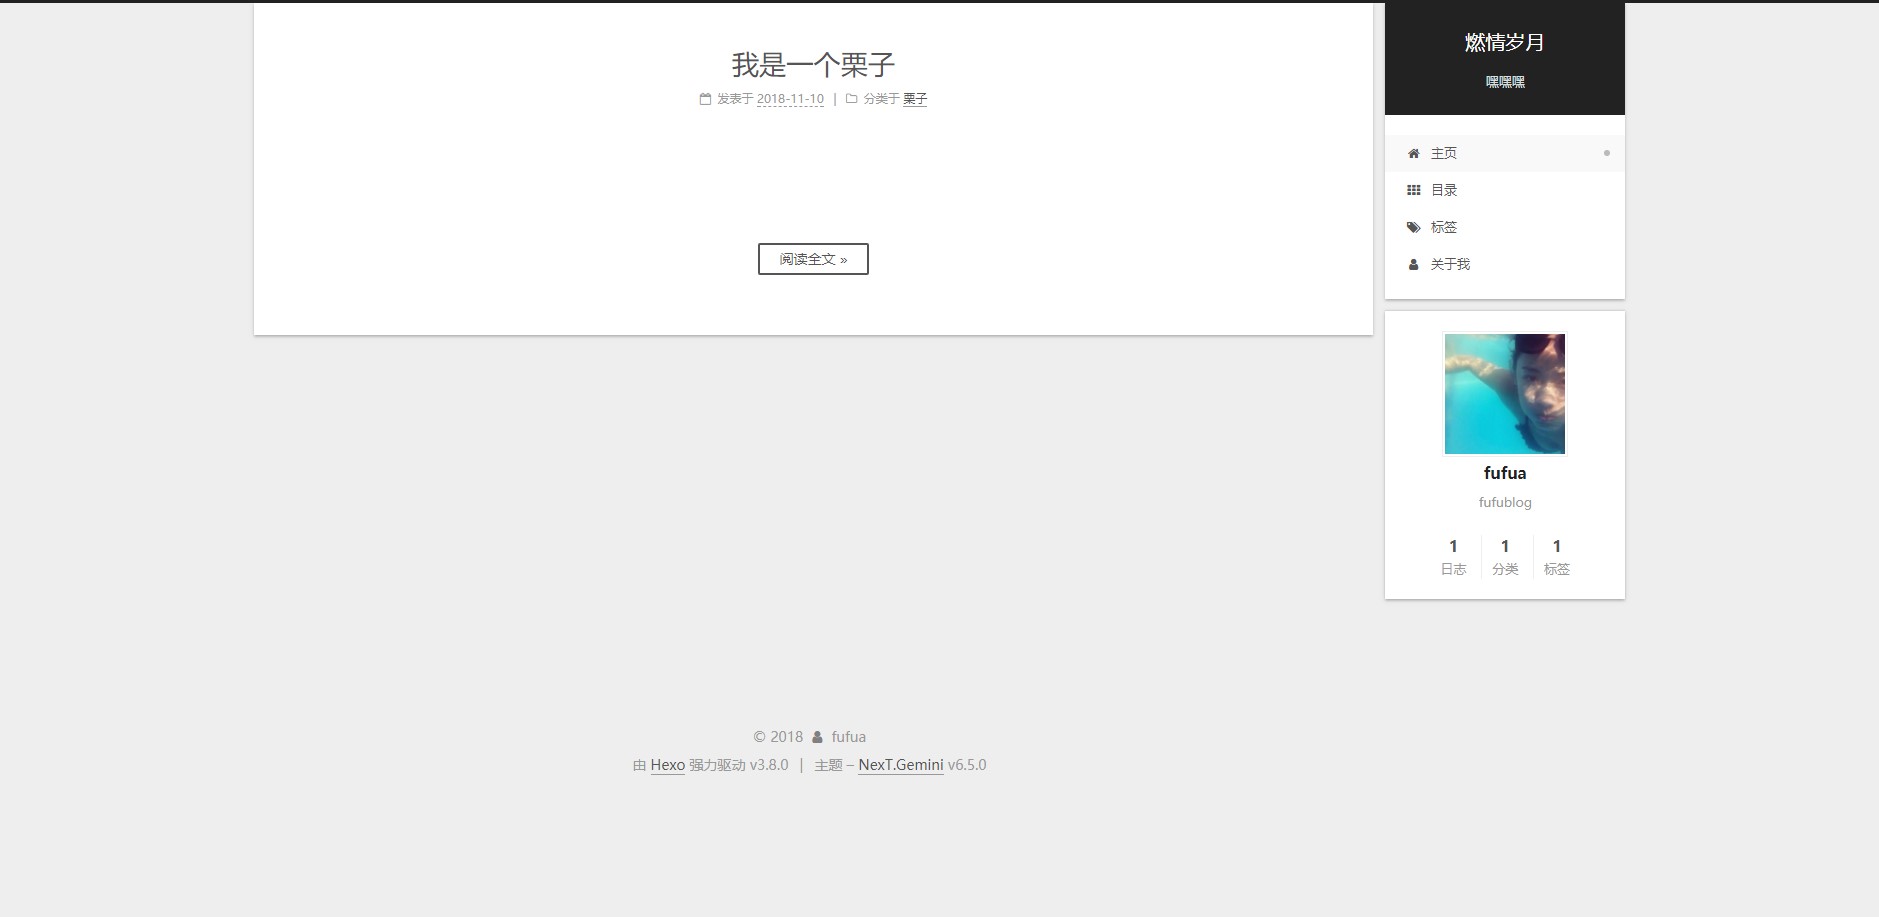 我是一个栗子
发表于 2018-11-10 | 分类于 栗子
阅读全文 »
燃情岁月
嘿嘿嘿
主页
目录
标签
关于我
fufua
fufublog
1 1 1
日志 分类 标签
© 2018 fufua
由 Hexo 强力驱动 v3.8.0 | 主题 – NexT.Gemini v6.5.0